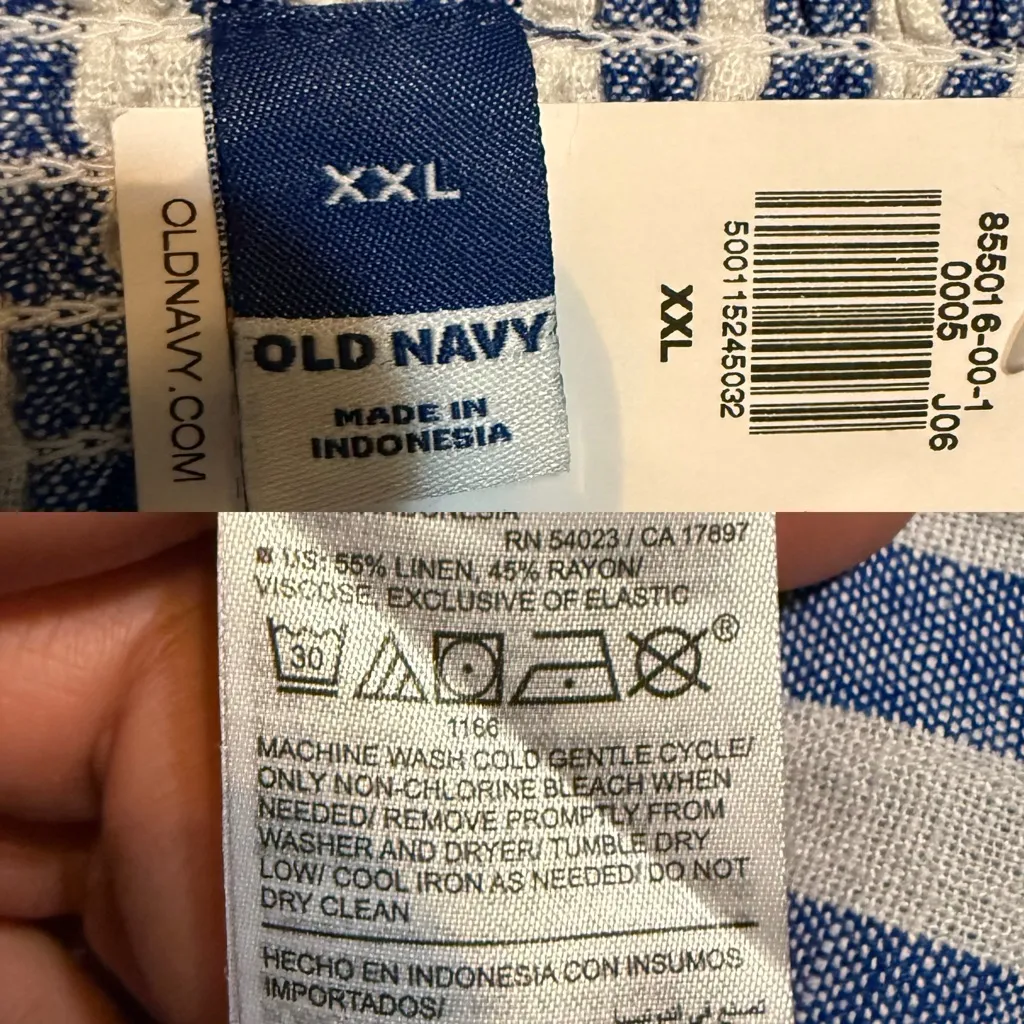 XXL
OLD NAVY
MADE IN
INDONESIA
OLDNAVY.COM
XXL
500115245032
855016-00-1
0005 J06
INDONESIA
RN 54023 / CA 17897
US: 55% LINEN, 45% RAYON/
VISCOSE, EXCLUSIVE OF ELASTIC
30
®
1166
MACHINE WASH COLD GENTLE CYCLE/
ONLY NON-CHLORINE BLEACH WHEN
NEEDED/ REMOVE PROMPTLY FROM
WASHER AND DRYER/ TUMBLE DRY
LOW/ COOL IRON AS NEEDED/ DO NOT
DRY CLEAN
HECHO EN INDONESIA CON INSUMOS
IMPORTADOS/